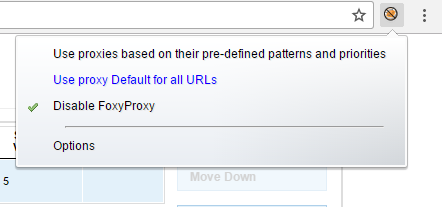 Use proxies based on their pre-defined patterns and priorities
Use proxy Default for all URLs
Disable FoxyProxy
Options
5
Move Down